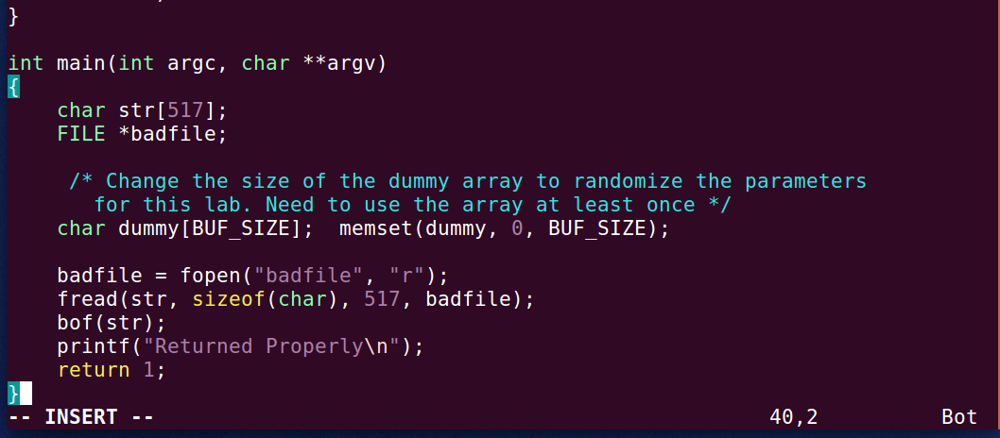 }
int main(int argc, char **argv)
{
    char str[517];
    FILE *badfile;
     /* Change the size of the dummy array to randomize the parameters
       for this lab. Need to use the array at least once */
    char dummy[BUF_SIZE];  memset(dummy, 0, BUF_SIZE);
    badfile = fopen("badfile", "r");
    fread(str, sizeof(char), 517, badfile);
    bof(str);
    printf("Returned Properly\n");
    return 1;
}
-- INSERT -- 40,2 Bot